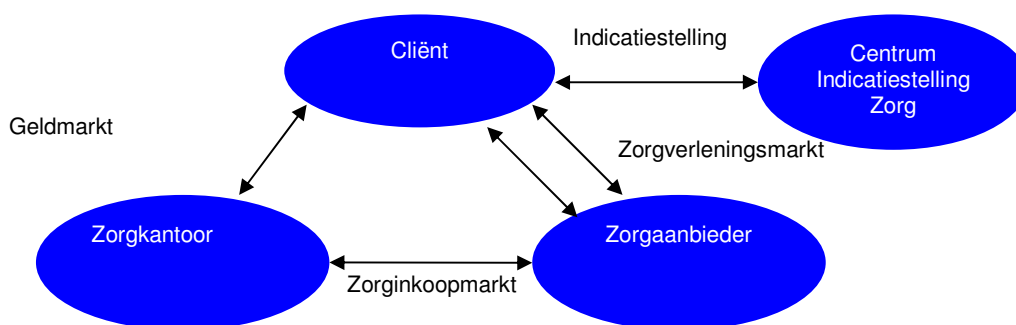 Indicatiestelling
Cliënt
Centrum
Indicatiestelling
Zorg
Geldmarkt
Zorgverleningsmarkt
Zorgkantoor
Zorgaanbieder
Zorginkoopmarkt